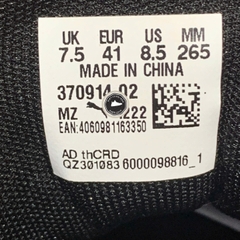 UK EUR US MM
7.5 41 8.5 265
MADE IN CHINA
370914 02
MZ 222
EAN:4060981163350
AD thCRD
QZ301083 6000098816_1